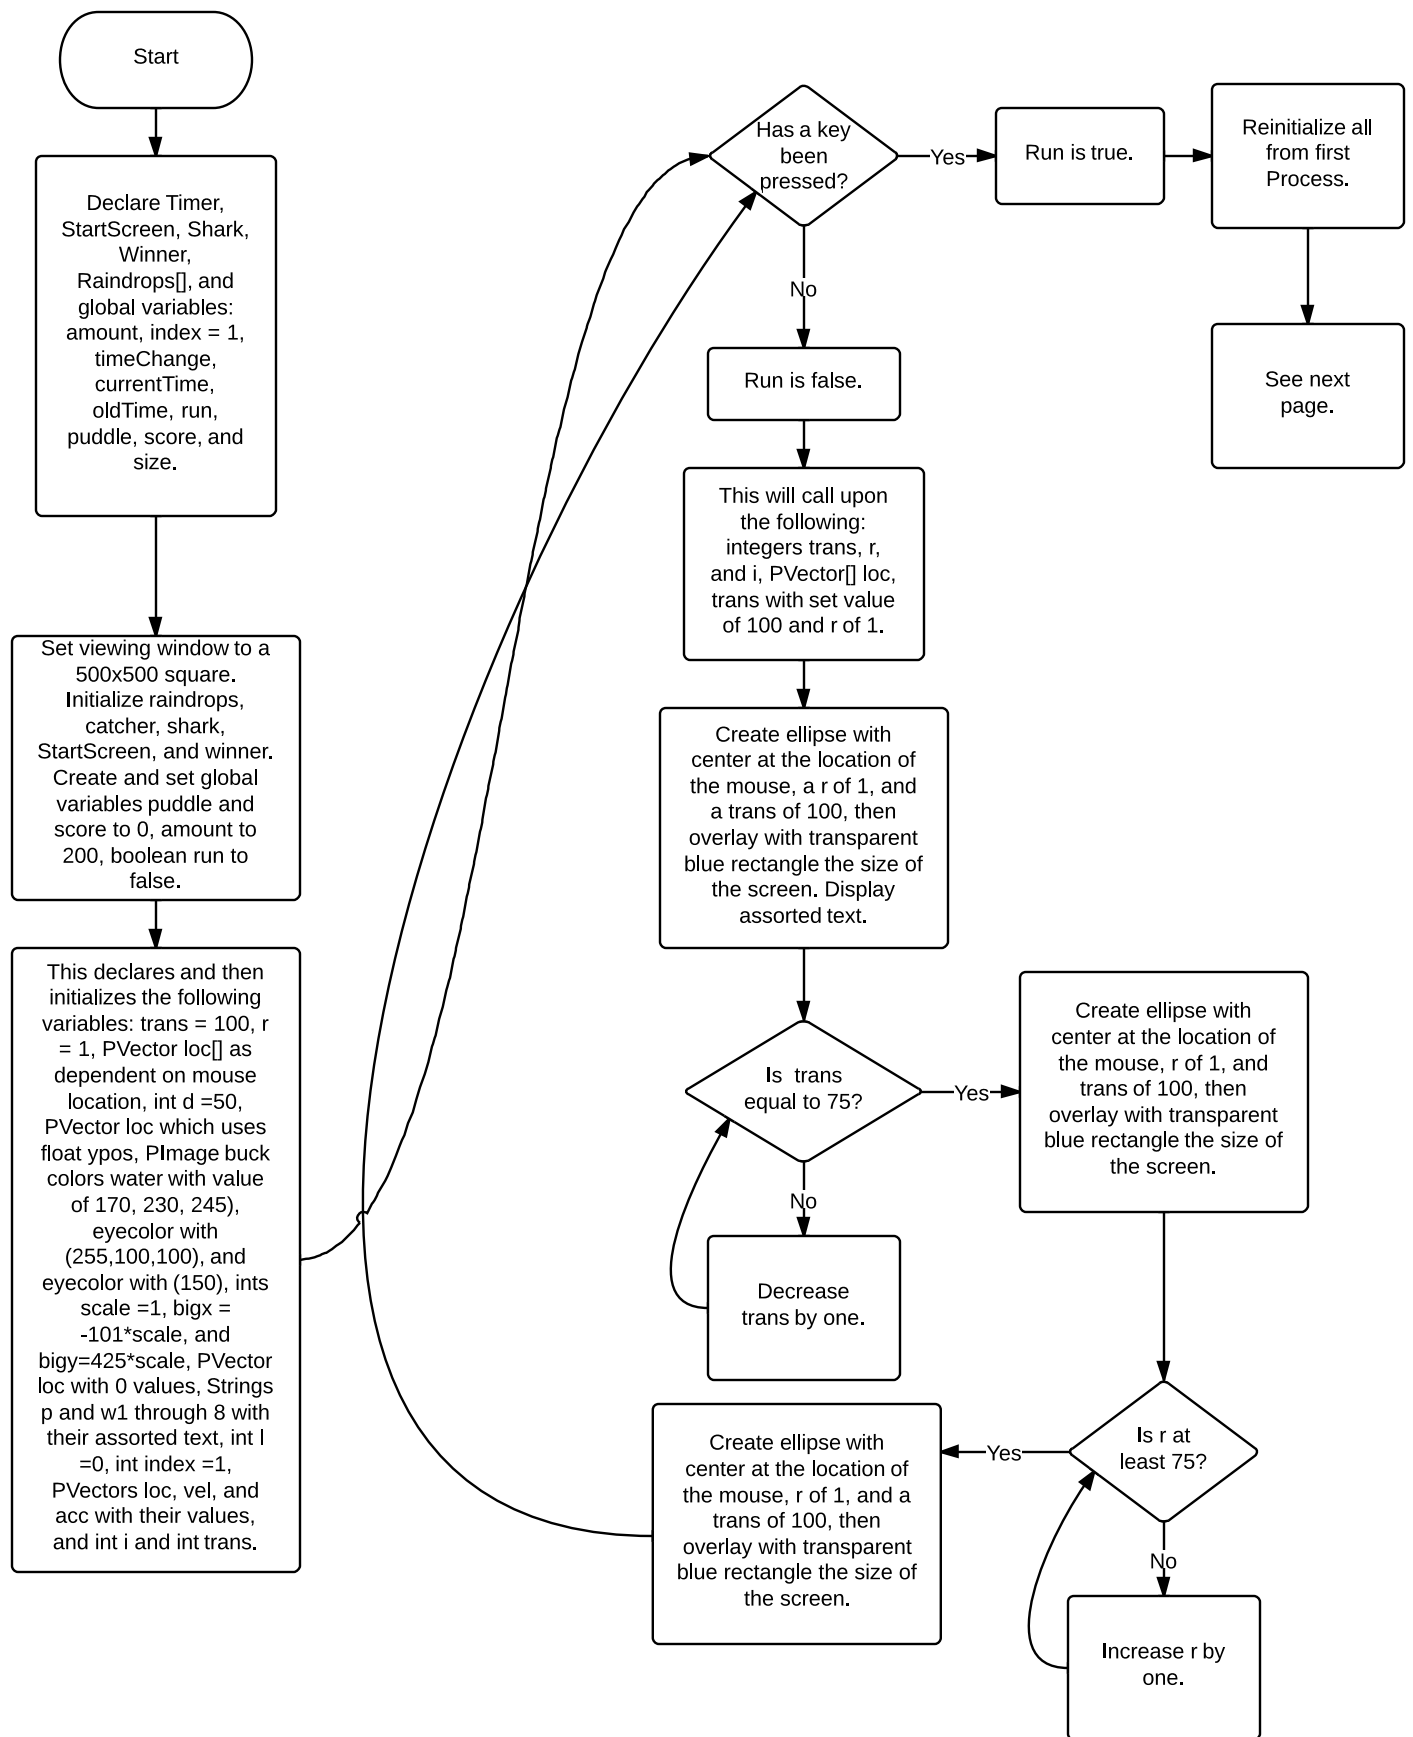 Start
Declare Timer,
StartScreen, Shark,
Winner,
Raindrops[], and
global variables:
amount, index = 1,
timeChange,
currentTime,
oldTime, run,
puddle, score, and
size.
Set viewing window to a
500x500 square.
Initialize raindrops,
catcher, shark,
StartScreen, and winner.
Create and set global
variables puddle and
score to 0, amount to
200, boolean run to
false.
This declares and then
initializes the following
variables: trans = 100, r
= 1, PVector loc[] as
dependent on mouse
location, int d =50,
PVector loc which uses
float ypos, PImage buck
colors water with value
of 170, 230, 245),
eyecolor with
(255,100,100), and
eyecolor with (150), ints
scale =1, bigx =
-101*scale, and
bigy=425*scale, PVector
loc with 0 values, Strings
p and w1 through 8 with
their assorted text, int l
=0, int index =1,
PVectors loc, vel, and
acc with their values,
and int i and int trans.
Has a key
been
pressed?
Yes
Run is true.
Reinitialize all
from first
Process.
See next
page.
No
Run is false.
This will call upon
the following:
integers trans, r,
and i, PVector[] loc,
trans with set value
of 100 and r of 1.
Create ellipse with
center at the location of
the mouse, a r of 1, and
a trans of 100, then
overlay with transparent
blue rectangle the size of
the screen. Display
assorted text.
Is  trans
equal to 75?
Yes
No
Decrease
trans by one.
Create ellipse with
center at the location of
the mouse, r of 1, and
trans of 100, then
overlay with transparent
blue rectangle the size of
the screen.
Is r at
least 75?
Yes
No
Increase r by
one.
Create ellipse with
center at the location of
the mouse, r of 1, and a
trans of 100, then
overlay with transparent
blue rectangle the size of
the screen.